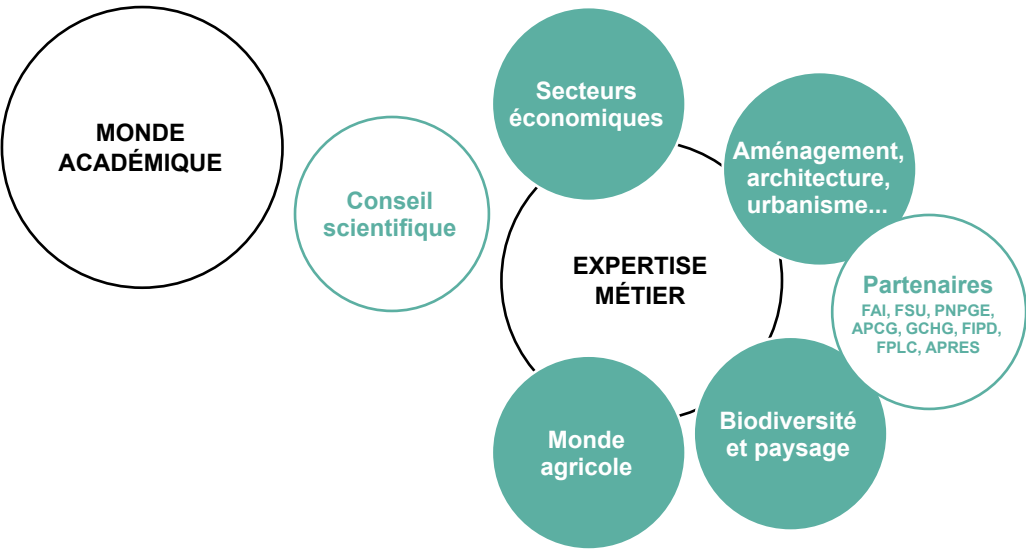 MONDE
ACADÉMIQUE
Conseil
scientifique
Secteurs
économiques
Aménagement,
architecture,
urbanisme...
EXPERTISE
MÉTIER
Partenaires
FAI, FSU, PNPGE,
APCG, GCHG, FIPD,
FPLC, APRES
Monde
agricole
Biodiversité
et paysage